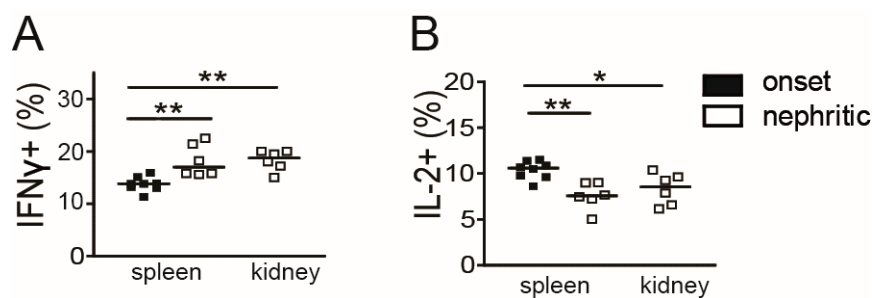 A
IFNγ+ (%)
30
20
10
0
**
**
spleen
kidney
B
IL-2+ (%)
20
15
10
5
0
*
**
spleen
kidney
onset
nephritic